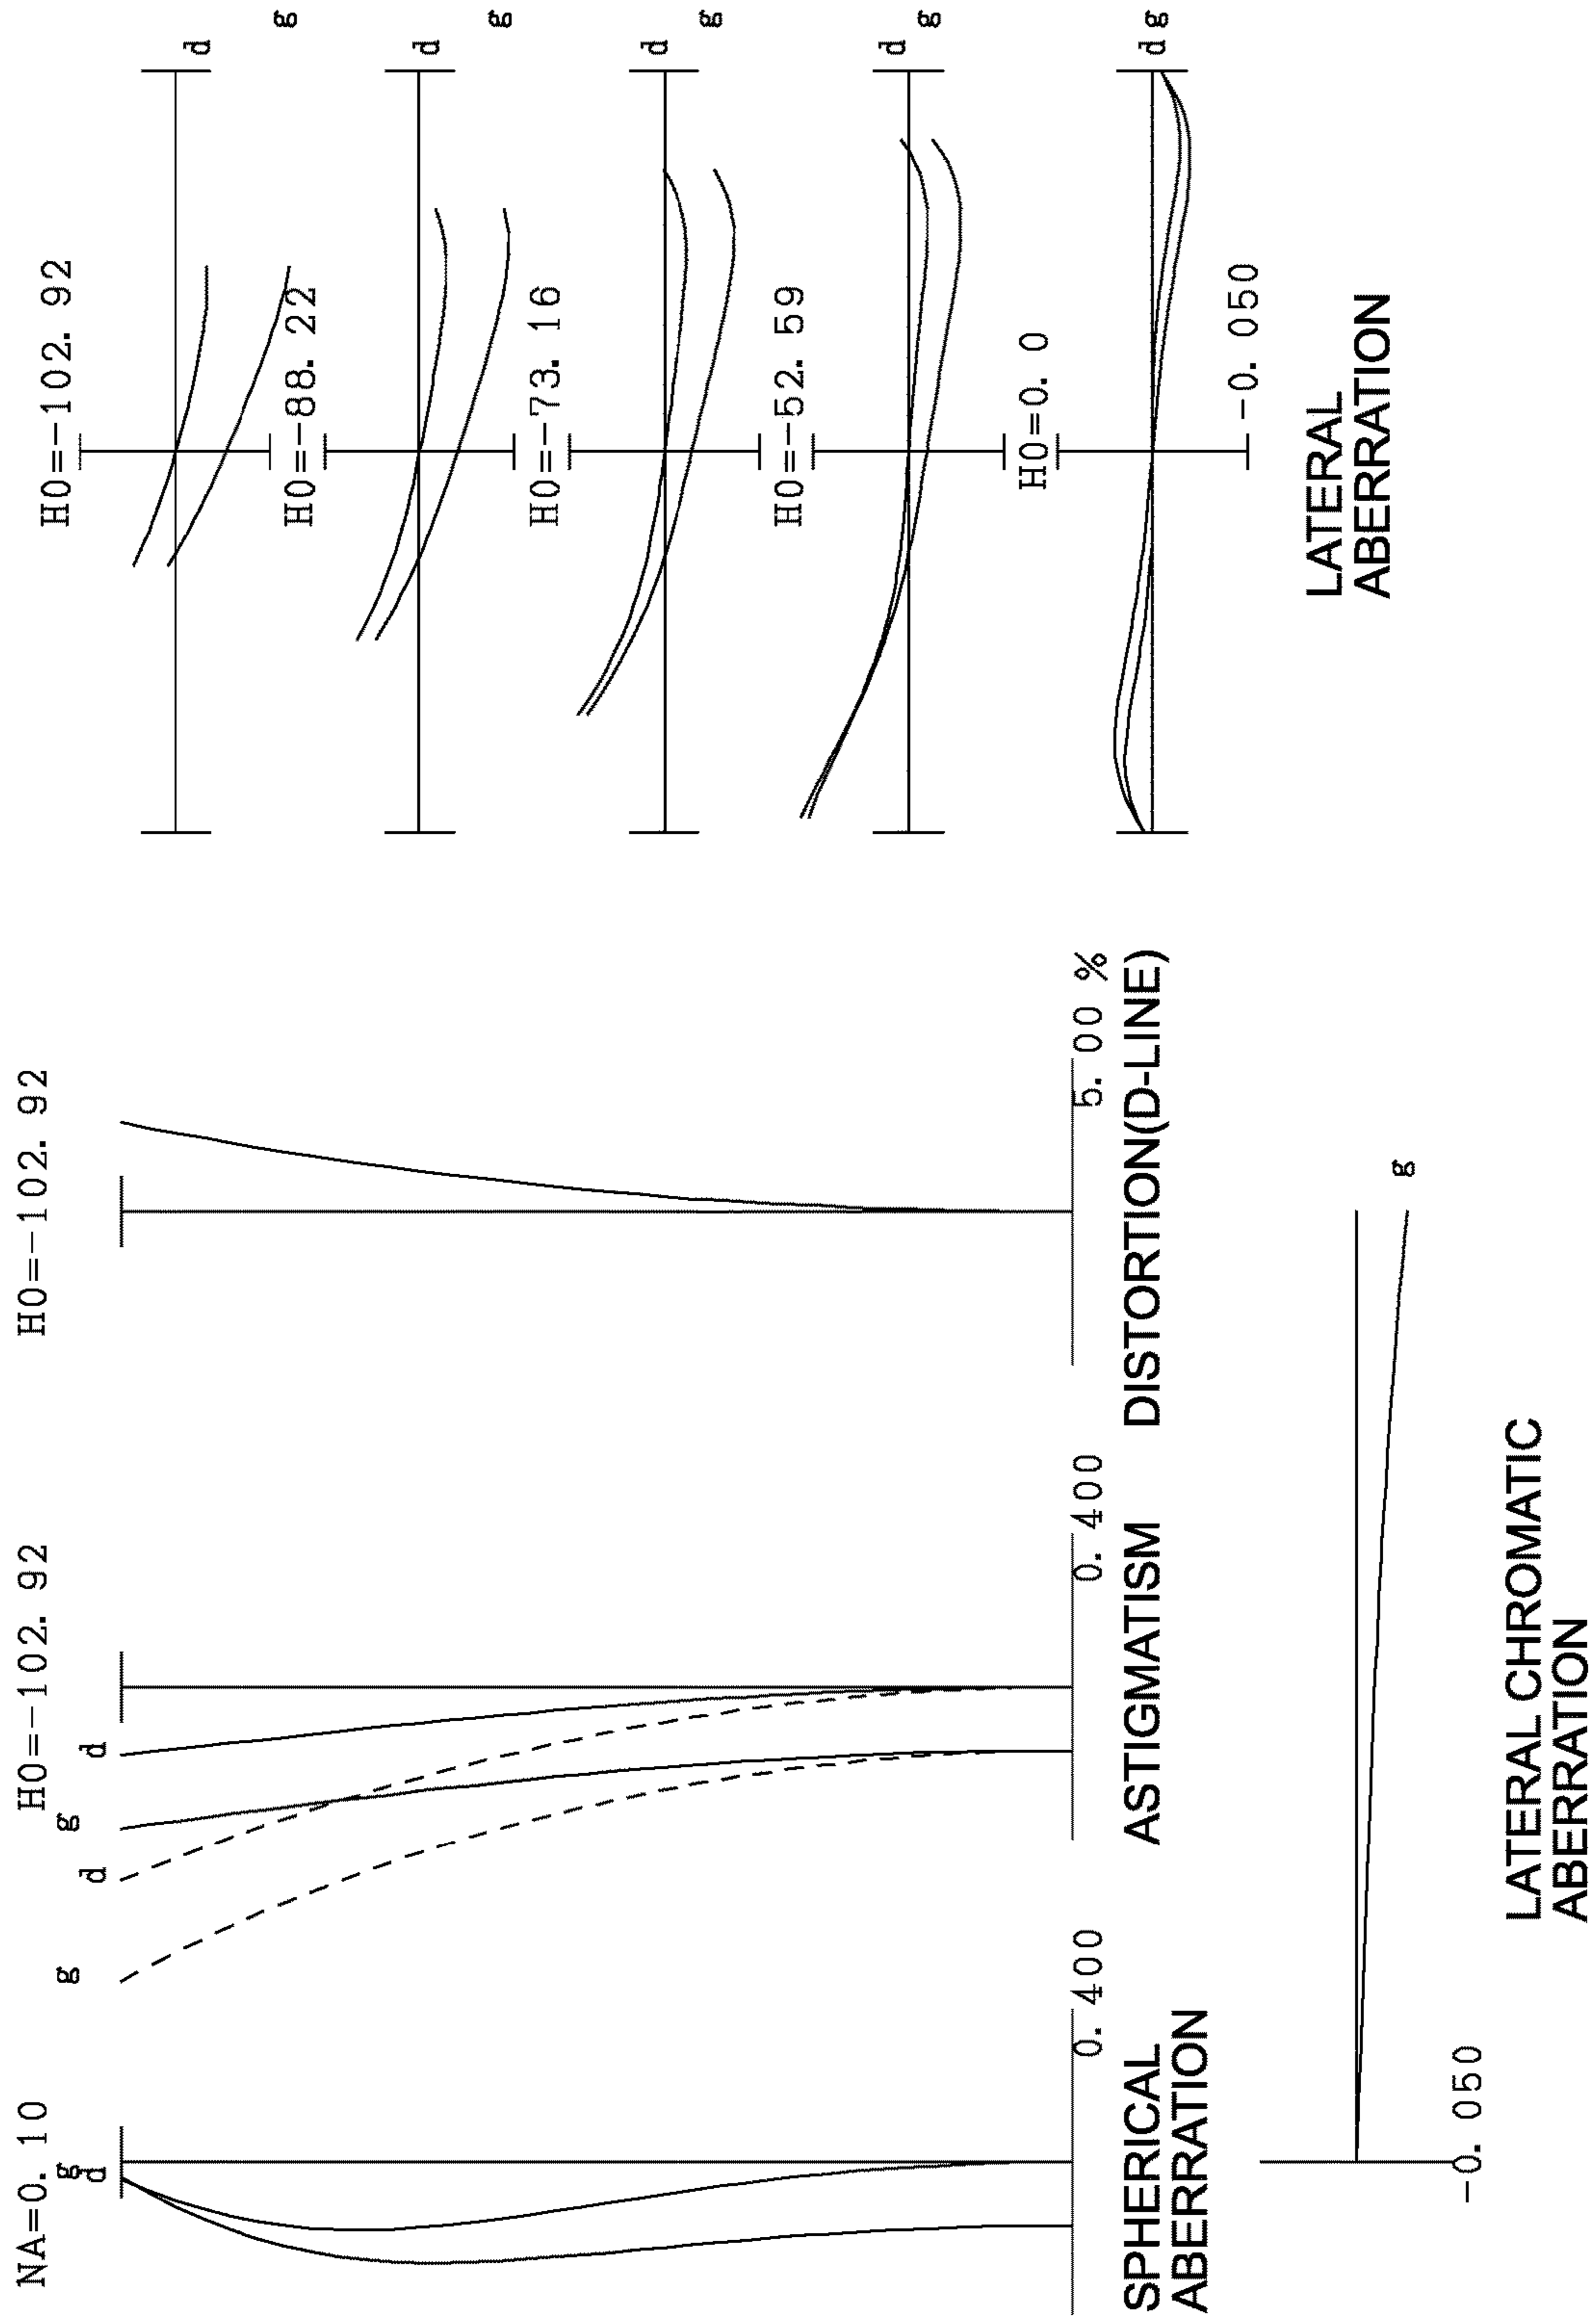 NA=0. 10
g
d
0. 400
SPHERICAL
ABERRATION
H0=-102. 92
g
d
g
d
0. 400
ASTIGMATISM
H0=-102. 92
5. 00 %
DISTORTION(D-LINE)
-0. 050
g
LATERAL CHROMATIC
ABERRATION
H0=-102. 92
d
g
H0=-88. 22
d
g
H0=-73. 16
d
g
H0=-52. 59
d
g
H0=0. 0
d g
-0. 050
LATERAL
ABERRATION